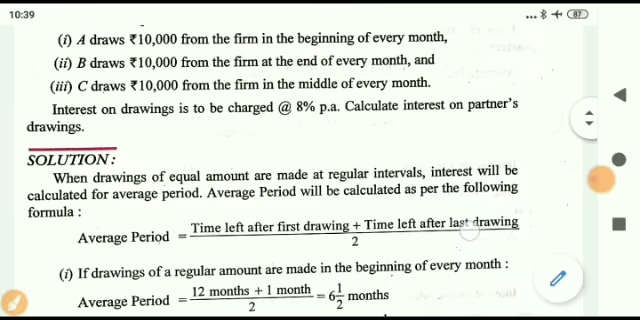 10:39
87
(i) A draws ₹10,000 from the firm in the beginning of every month,
(ii) B draws ₹10,000 from the firm at the end of every month, and
(iii) C draws ₹10,000 from the firm in the middle of every month.
Interest on drawings is to be charged @ 8% p.a. Calculate interest on partner's
drawings.
SOLUTION :
When drawings of equal amount are made at regular intervals, interest will be
calculated for average period. Average Period will be calculated as per the following
formula :
Average Period = Time left after first drawing + Time left after last drawing
2
(i) If drawings of a regular amount are made in the beginning of every month :
Average Period = 12 months + 1 month = 6 1/2 months
2